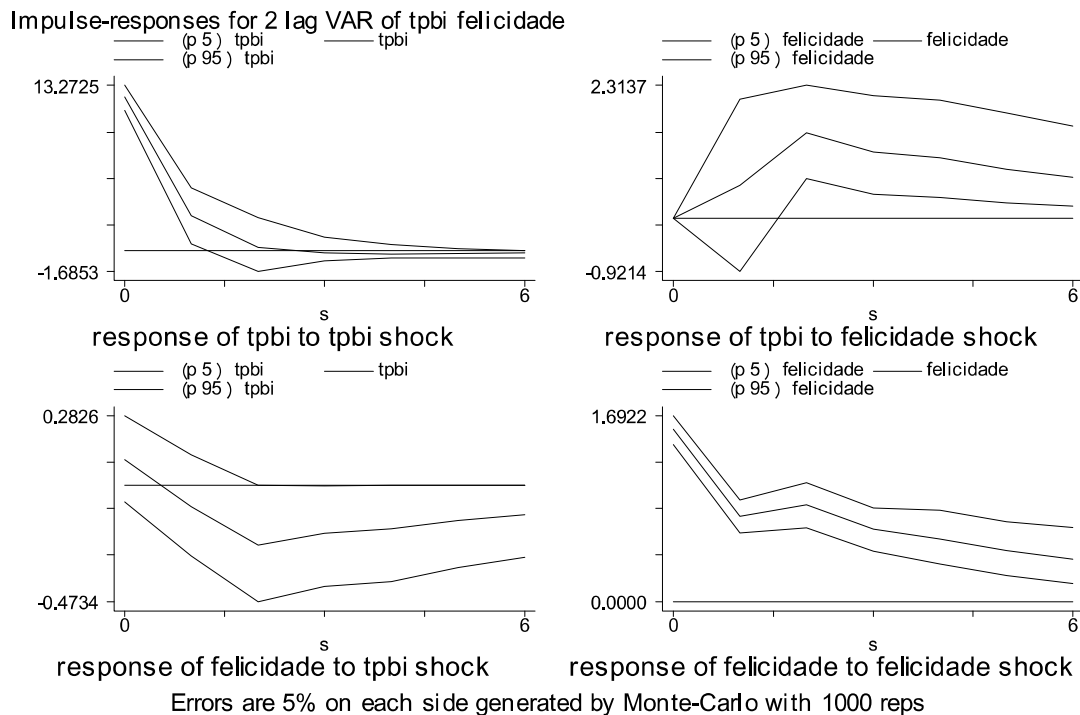 Impulse-responses for 2 lag VAR of tpbi felicidade
(p 5) tpbi tpbi
(p 95) tpbi
13.2725
-1.6853
0 6
s
response of tpbi to tpbi shock
(p 5) felicidade felicidade
(p 95) felicidade
2.3137
-0.9214
0 6
s
response of tpbi to felicidade shock
(p 5) tpbi tpbi
(p 95) tpbi
0.2826
-0.4734
0 6
s
response of felicidade to tpbi shock
(p 5) felicidade felicidade
(p 95) felicidade
1.6922
0.0000
0 6
s
response of felicidade to felicidade shock
Errors are 5% on each side generated by Monte-Carlo with 1000 reps